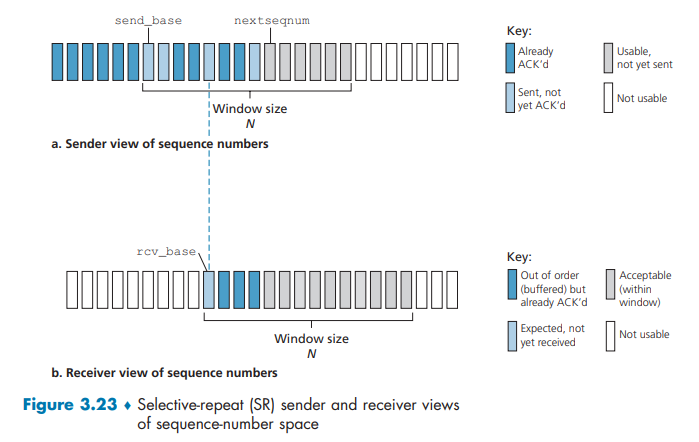 send_base nextseqnum
Key:
Already
ACK'd
Usable,
not yet sent
Sent, not
yet ACK'd
Not usable
Window size
N
a. Sender view of sequence numbers
rcv_base
Key:
Out of order
(buffered) but
already ACK'd
Acceptable
(within
window)
Expected, not
yet received
Not usable
Window size
N
b. Receiver view of sequence numbers
Figure 3.23 ♦ Selective-repeat (SR) sender and receiver views
of sequence-number space